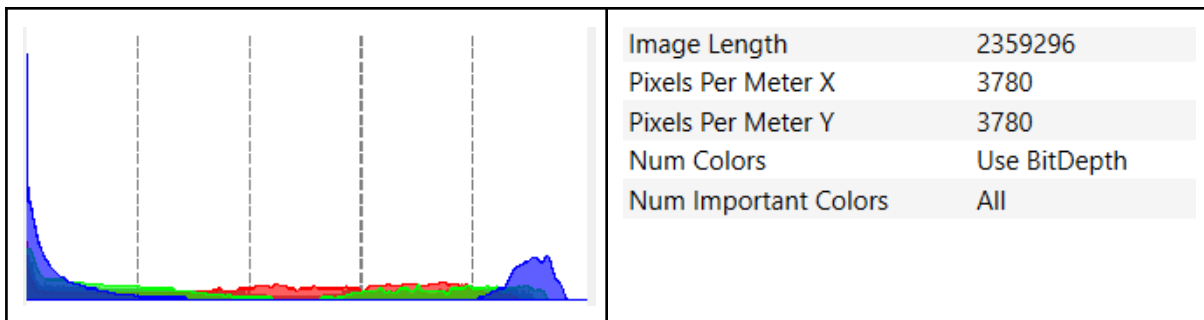 Image Length 2359296
Pixels Per Meter X 3780
Pixels Per Meter Y 3780
Num Colors Use BitDepth
Num Important Colors All